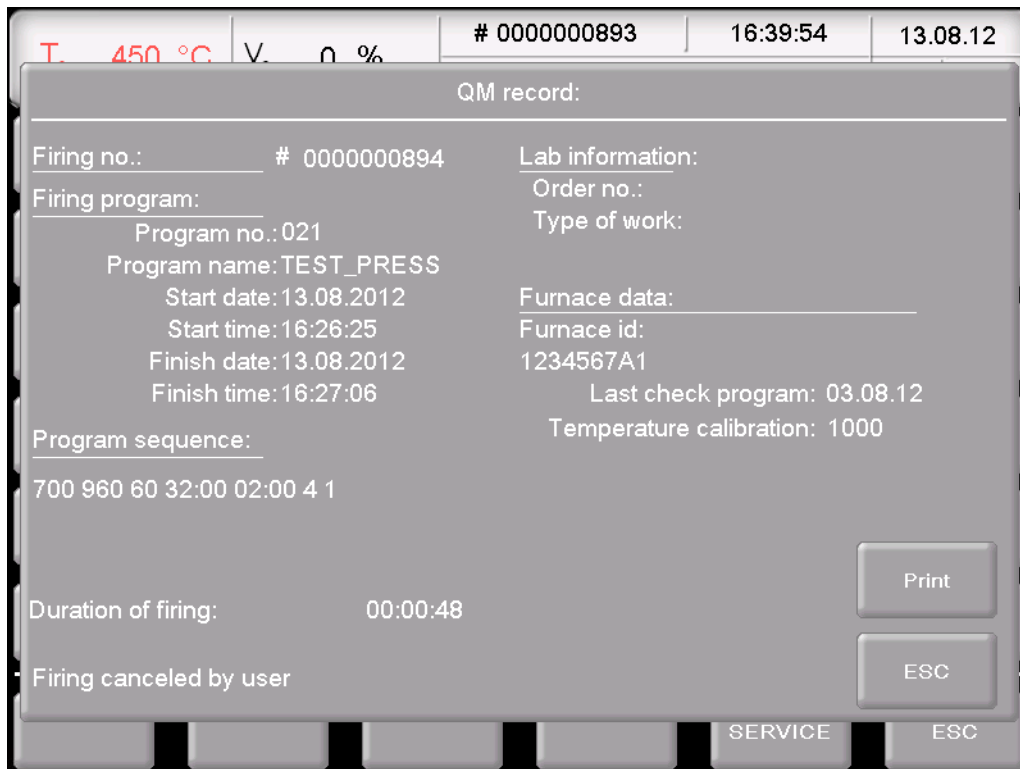 # 0000000893 16:39:54 13.08.12
T. 450 °C V. 0 %
QM record:
Firing no.: # 0000000894
Firing program:
Program no.: 021
Program name: TEST_PRESS
Start date: 13.08.2012
Start time: 16:26:25
Finish date: 13.08.2012
Finish time: 16:27:06
Program sequence:
700 960 60 32:00 02:00 4 1
Duration of firing: 00:00:48
Firing canceled by user
Lab information:
Order no.:
Type of work:
Furnace data:
Furnace id:
1234567A1
Last check program: 03.08.12
Temperature calibration: 1000
Print
ESC
SERVICE ESC